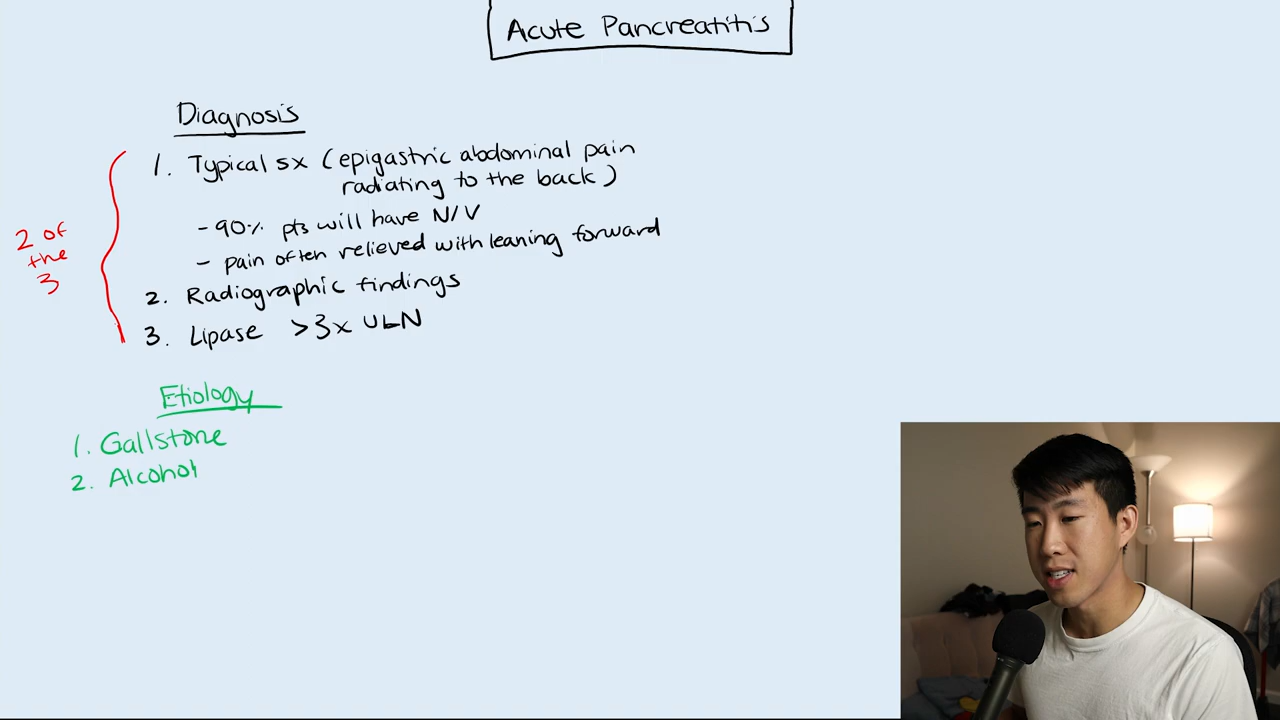 Acute Pancreatitis
Diagnosis
1. Typical sx (epigastric abdominal pain
radiating to the back)
- 90% pts will have N/V
- pain often relieved with leaning forward
2. Radiographic findings
3. Lipase >3x ULN
2 of
the
3
Etiology
1. Gallstone
2. Alcohol